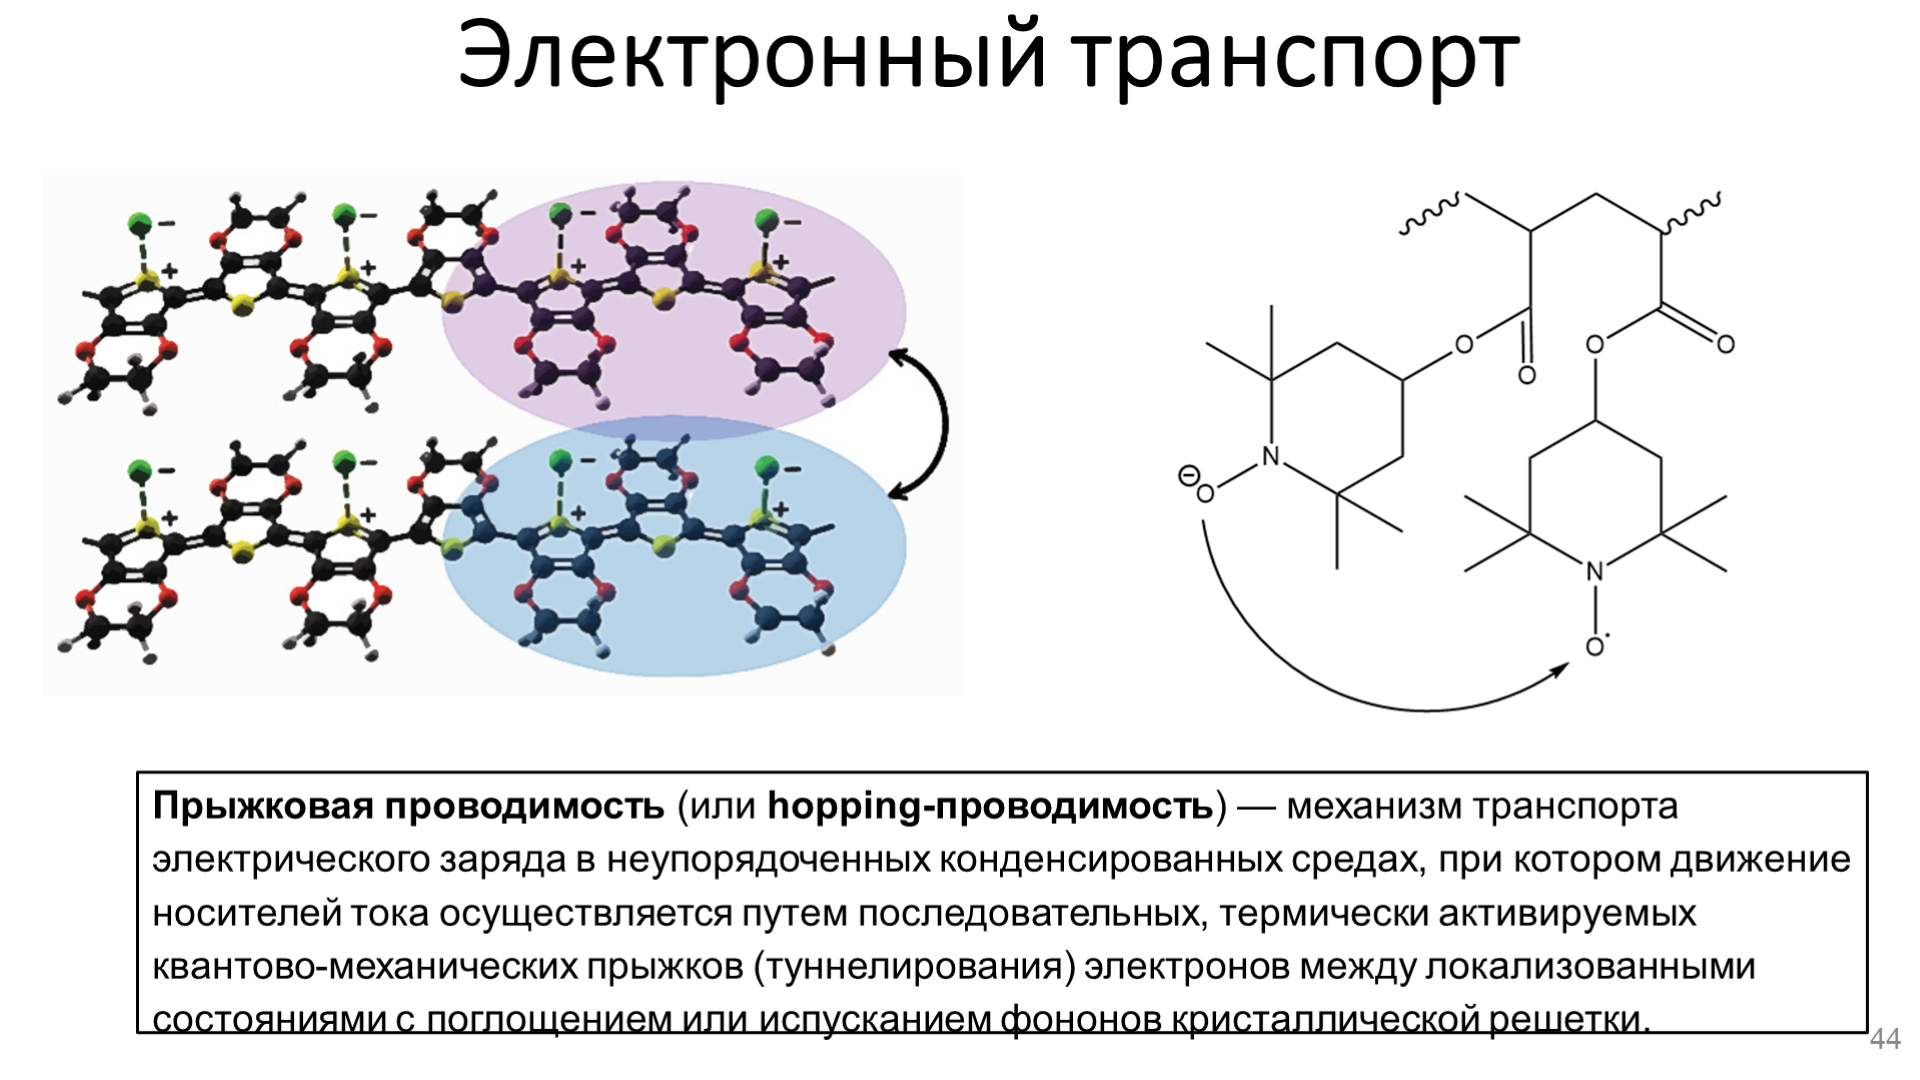 Электронный транспорт
− − − −
+ + + +
− − − −
+ + + +
O O
O O
N
⊖
O
N
O·
Прыжковая проводимость (или hopping-проводимость) — механизм транспорта
электрического заряда в неупорядоченных конденсированных средах, при котором движение
носителей тока осуществляется путем последовательных, термически активируемых
квантово-механических прыжков (туннелирования) электронов между локализованными
состояниями с поглощением или испусканием фононов кристаллической решетки.
44